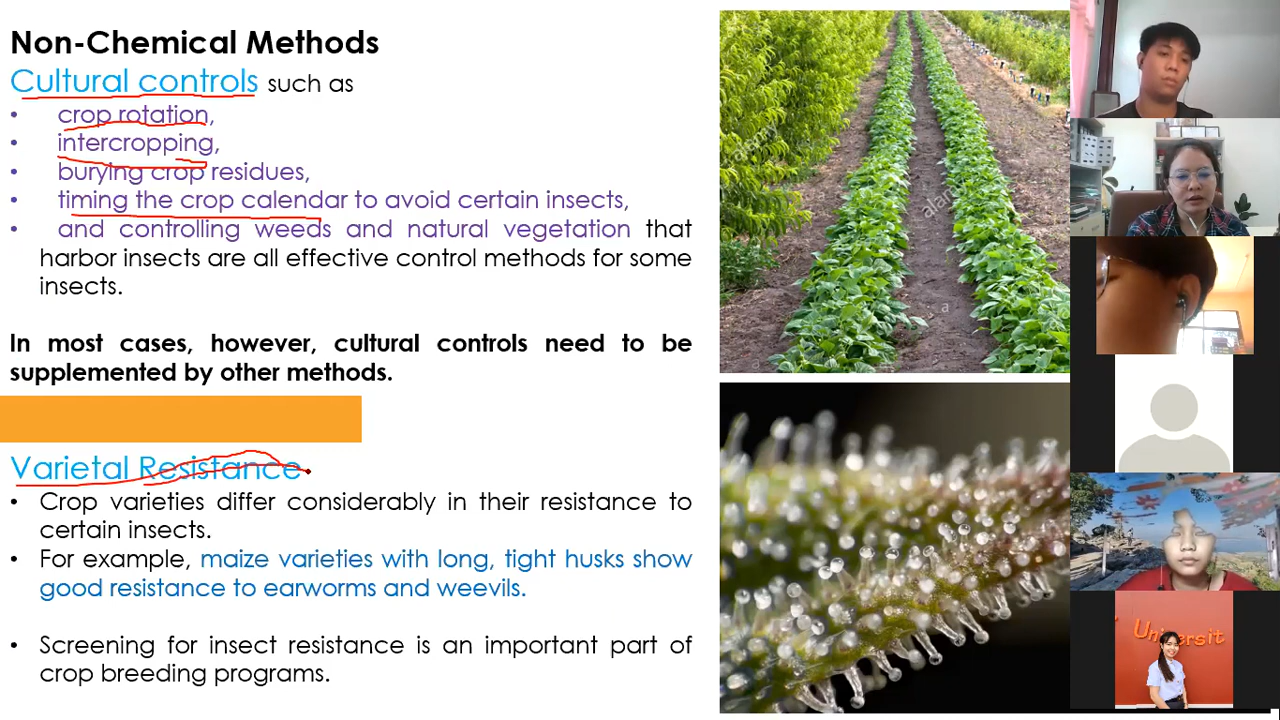 Non-Chemical Methods
Cultural controls such as
• crop rotation,
• intercropping,
• burying crop residues,
• timing the crop calendar to avoid certain insects,
• and controlling weeds and natural vegetation that
harbor insects are all effective control methods for some
insects.
In most cases, however, cultural controls need to be
supplemented by other methods.
Varietal Resistance
• Crop varieties differ considerably in their resistance to
certain insects.
• For example, maize varieties with long, tight husks show
good resistance to earworms and weevils.
• Screening for insect resistance is an important part of
crop breeding programs.
alamy
a
Universit